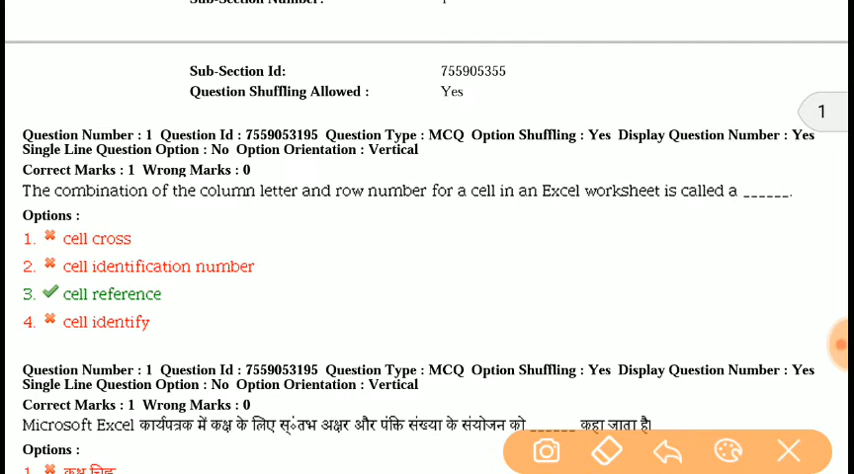 Sub-Section Id: 755905355
Question Shuffling Allowed : Yes
1
Question Number : 1 Question Id : 7559053195 Question Type : MCQ Option Shuffling : Yes Display Question Number : Yes
Single Line Question Option : No Option Orientation : Vertical
Correct Marks : 1 Wrong Marks : 0
The combination of the column letter and row number for a cell in an Excel worksheet is called a ______.
Options :
1. cell cross
2. cell identification number
3. cell reference
4. cell identify
Question Number : 1 Question Id : 7559053195 Question Type : MCQ Option Shuffling : Yes Display Question Number : Yes
Single Line Question Option : No Option Orientation : Vertical
Correct Marks : 1 Wrong Marks : 0
Microsoft Excel कार्यपत्रक में कक्ष के लिए स्ंतभ अक्षर और पंक्ति संख्या के संयोजन को ______ कहा जाता है।
Options :
1.